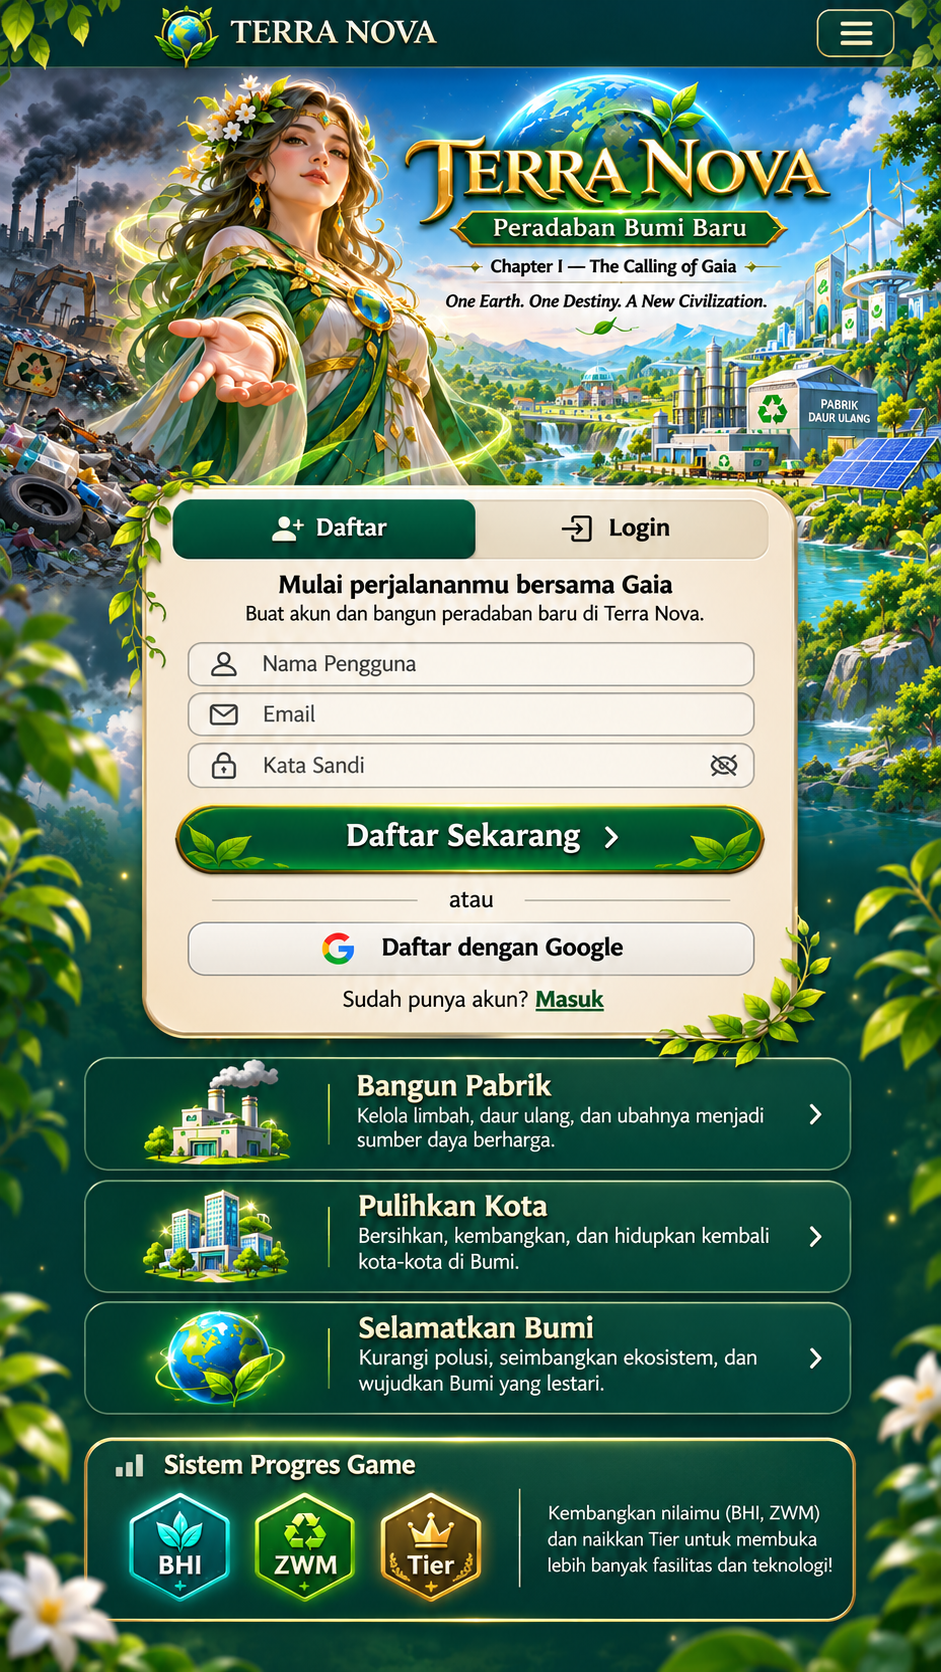 TERRA NOVA
TERRA NOVA
Peradaban Bumi Baru
Chapter I — The Calling of Gaia
One Earth. One Destiny. A New Civilization.
PABRIK
DAUR ULANG
Daftar
Login
Mulai perjalananmu bersama Gaia
Buat akun dan bangun peradaban baru di Terra Nova.
Nama Pengguna
Email
Kata Sandi
Daftar Sekarang
atau
Daftar dengan Google
Sudah punya akun? Masuk
Bangun Pabrik
Kelola limbah, daur ulang, dan ubahnya menjadi
sumber daya berharga.
Pulihkan Kota
Bersihkan, kembangkan, dan hidupkan kembali
kota-kota di Bumi.
Selamatkan Bumi
Kurangi polusi, seimbangkan ekosistem, dan
wujudkan Bumi yang lestari.
Sistem Progres Game
BHI
ZWM
Tier
Kembangkan nilaimu (BHI, ZWM)
dan naikkan Tier untuk membuka
lebih banyak fasilitas dan teknologi!